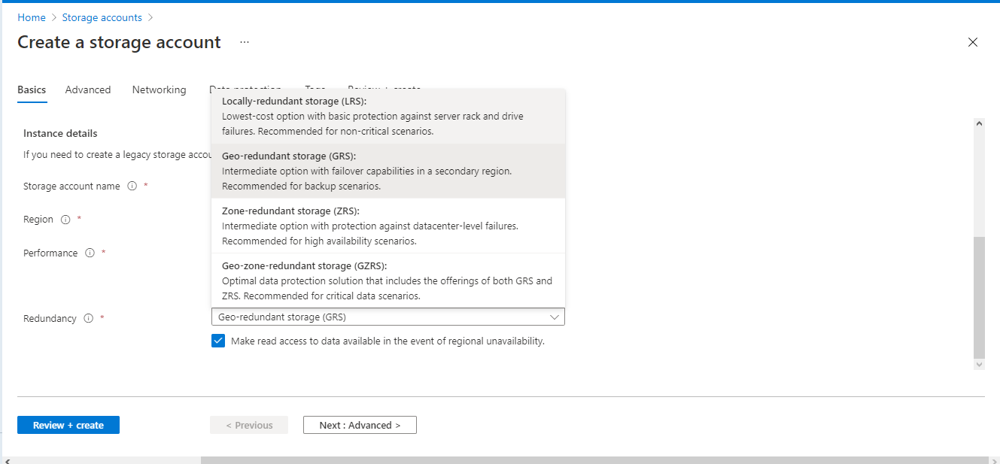 Home > Storage accounts >
Create a storage account ...
Basics Advanced Networking Data protection Tags Review + create
Locally-redundant storage (LRS):
Lowest-cost option with basic protection against server rack and drive
failures. Recommended for non-critical scenarios.
Geo-redundant storage (GRS):
Intermediate option with failover capabilities in a secondary region.
Recommended for backup scenarios.
Zone-redundant storage (ZRS):
Intermediate option with protection against datacenter-level failures.
Recommended for high availability scenarios.
Geo-zone-redundant storage (GZRS):
Optimal data protection solution that includes the offerings of both GRS and
ZRS. Recommended for critical data scenarios.
Instance details
If you need to create a legacy storage accou
Storage account name *
Region *
Performance *
Redundancy *
Geo-redundant storage (GRS)
Make read access to data available in the event of regional unavailability.
Review + create
< Previous
Next : Advanced >